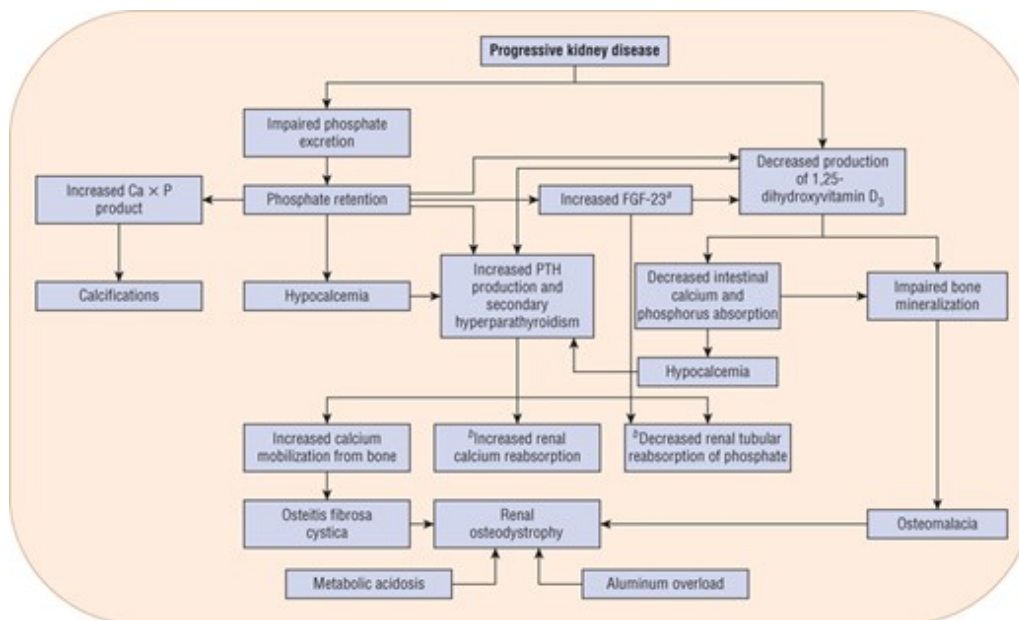 Progressive kidney disease
Impaired phosphate
excretion
Decreased production
of 1,25-
dihydroxyvitamin D₃
Increased Ca × P
product
Phosphate retention
Increased FGF-23ᵃ
Calcifications
Hypocalcemia
Increased PTH
production and
secondary
hyperparathyroidism
Decreased intestinal
calcium and
phosphorus absorption
Impaired bone
mineralization
Hypocalcemia
Increased calcium
mobilization from bone
ᵇIncreased renal
calcium reabsorption
ᵇDecreased renal tubular
reabsorption of phosphate
Osteitis fibrosa
cystica
Renal
osteodystrophy
Osteomalacia
Metabolic acidosis
Aluminum overload